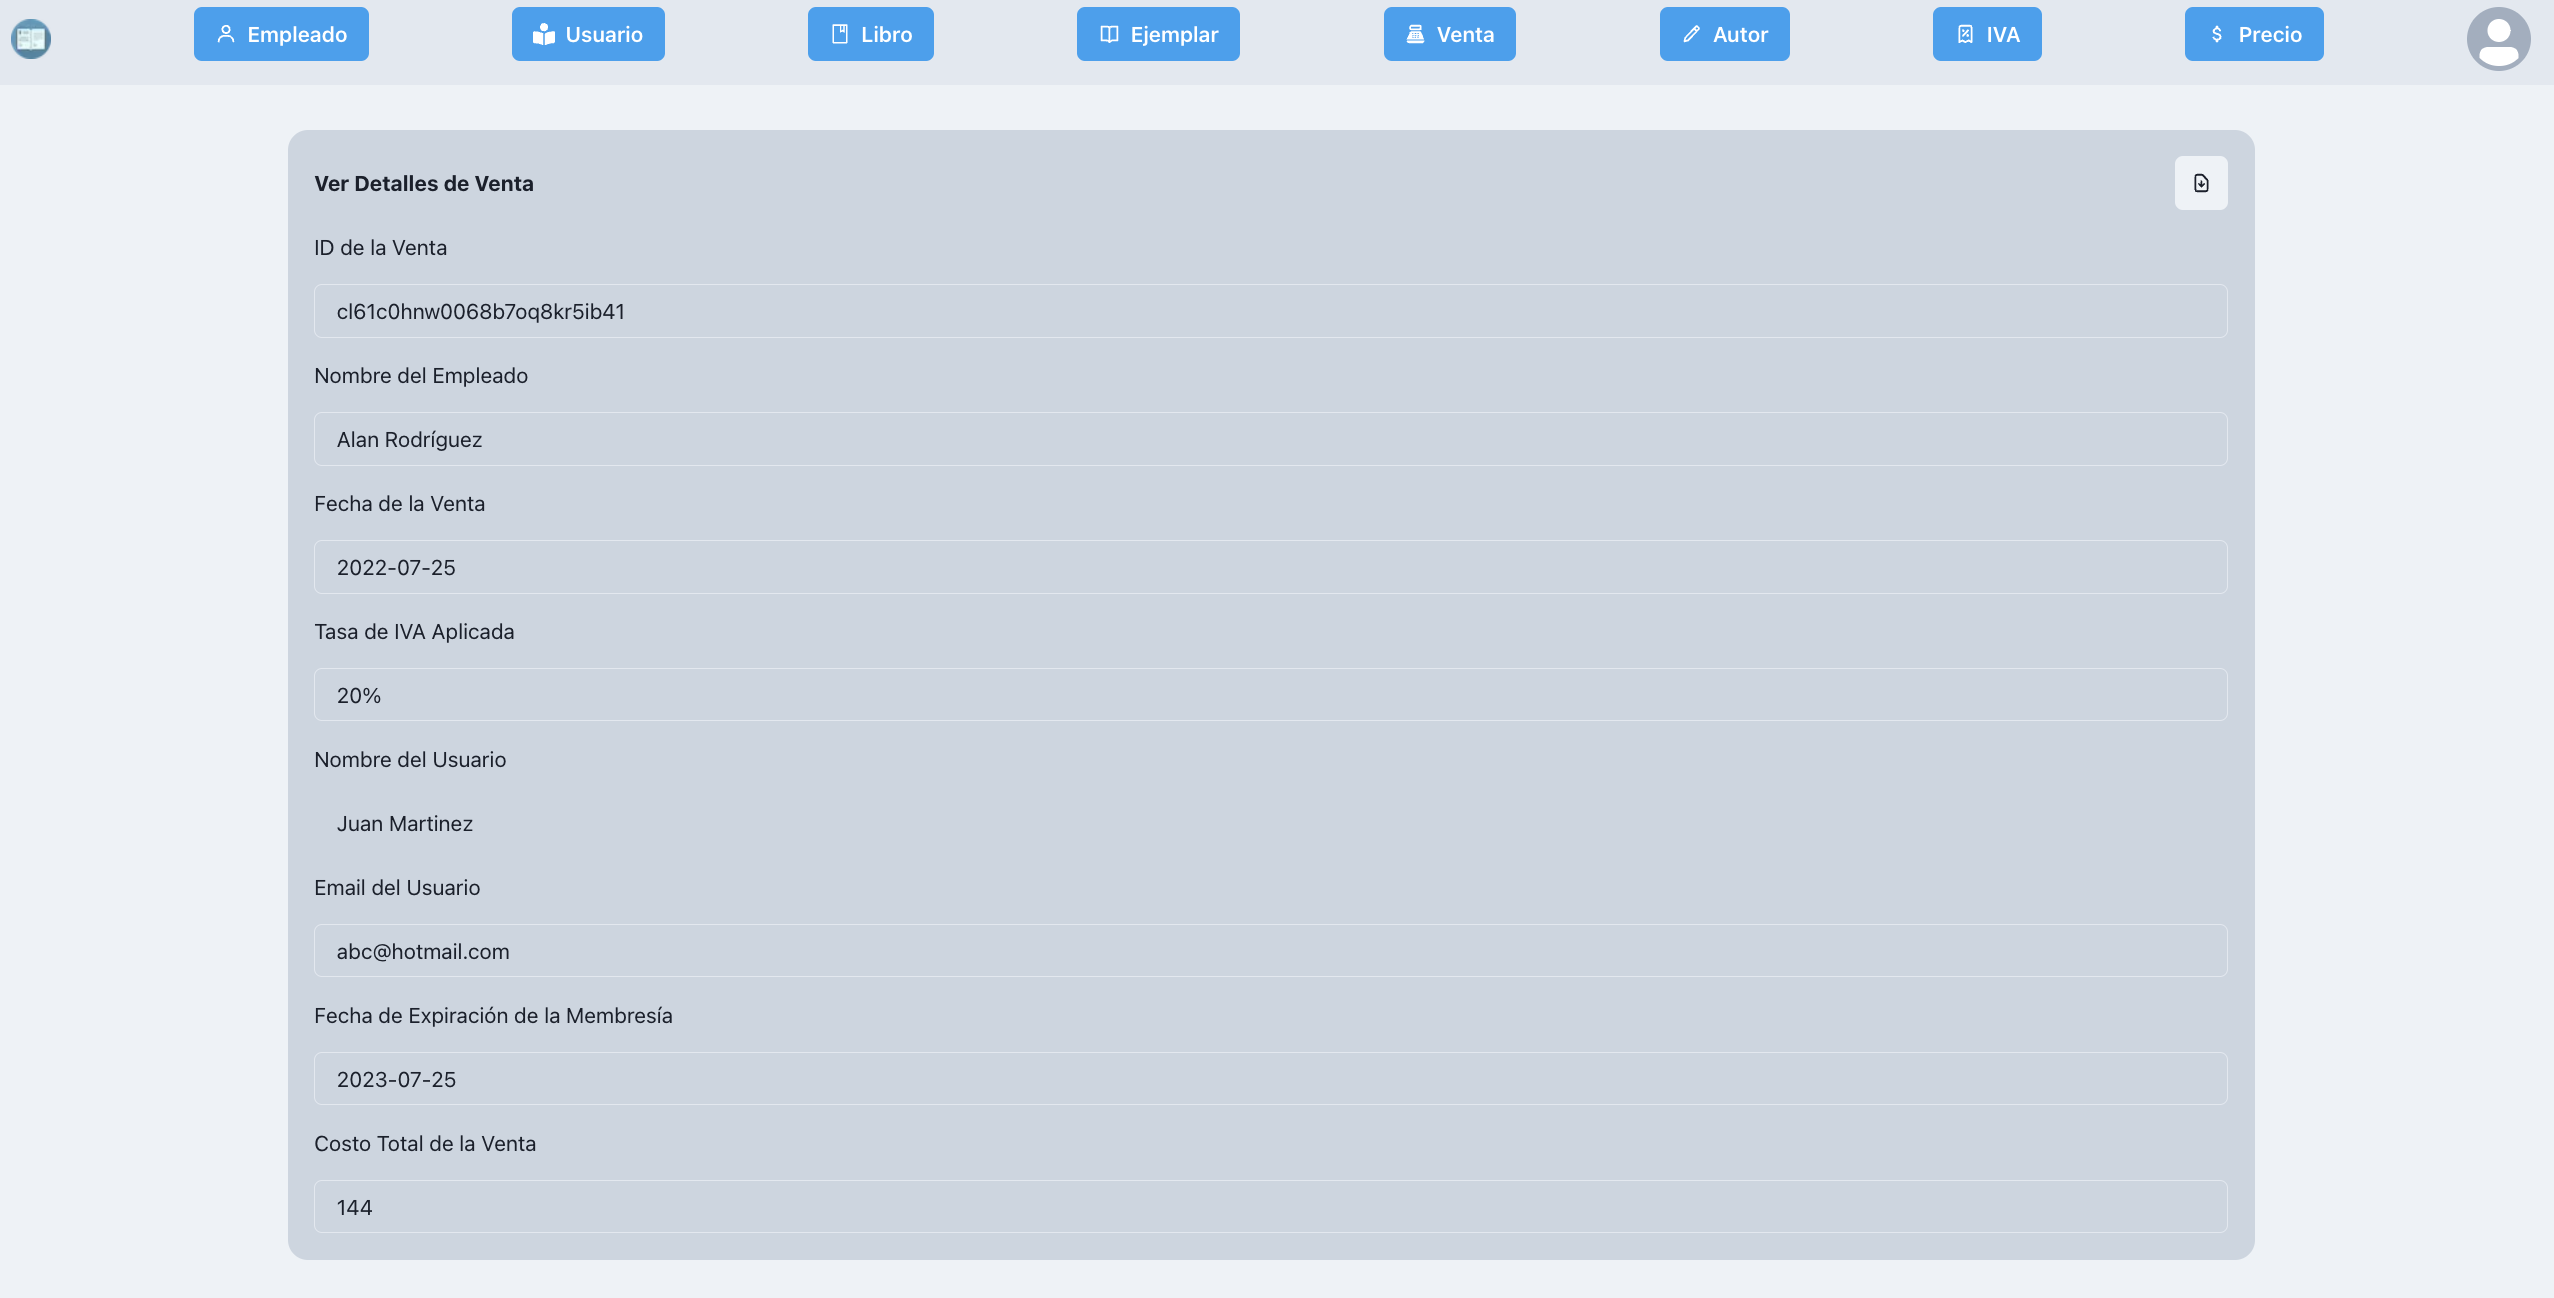 Empleado
Usuario
Libro
Ejemplar
Venta
Autor
IVA
Precio
Ver Detalles de Venta
ID de la Venta
cl61c0hnw0068b7oq8kr5ib41
Nombre del Empleado
Alan Rodríguez
Fecha de la Venta
2022-07-25
Tasa de IVA Aplicada
20%
Nombre del Usuario
Juan Martinez
Email del Usuario
abc@hotmail.com
Fecha de Expiración de la Membresía
2023-07-25
Costo Total de la Venta
144